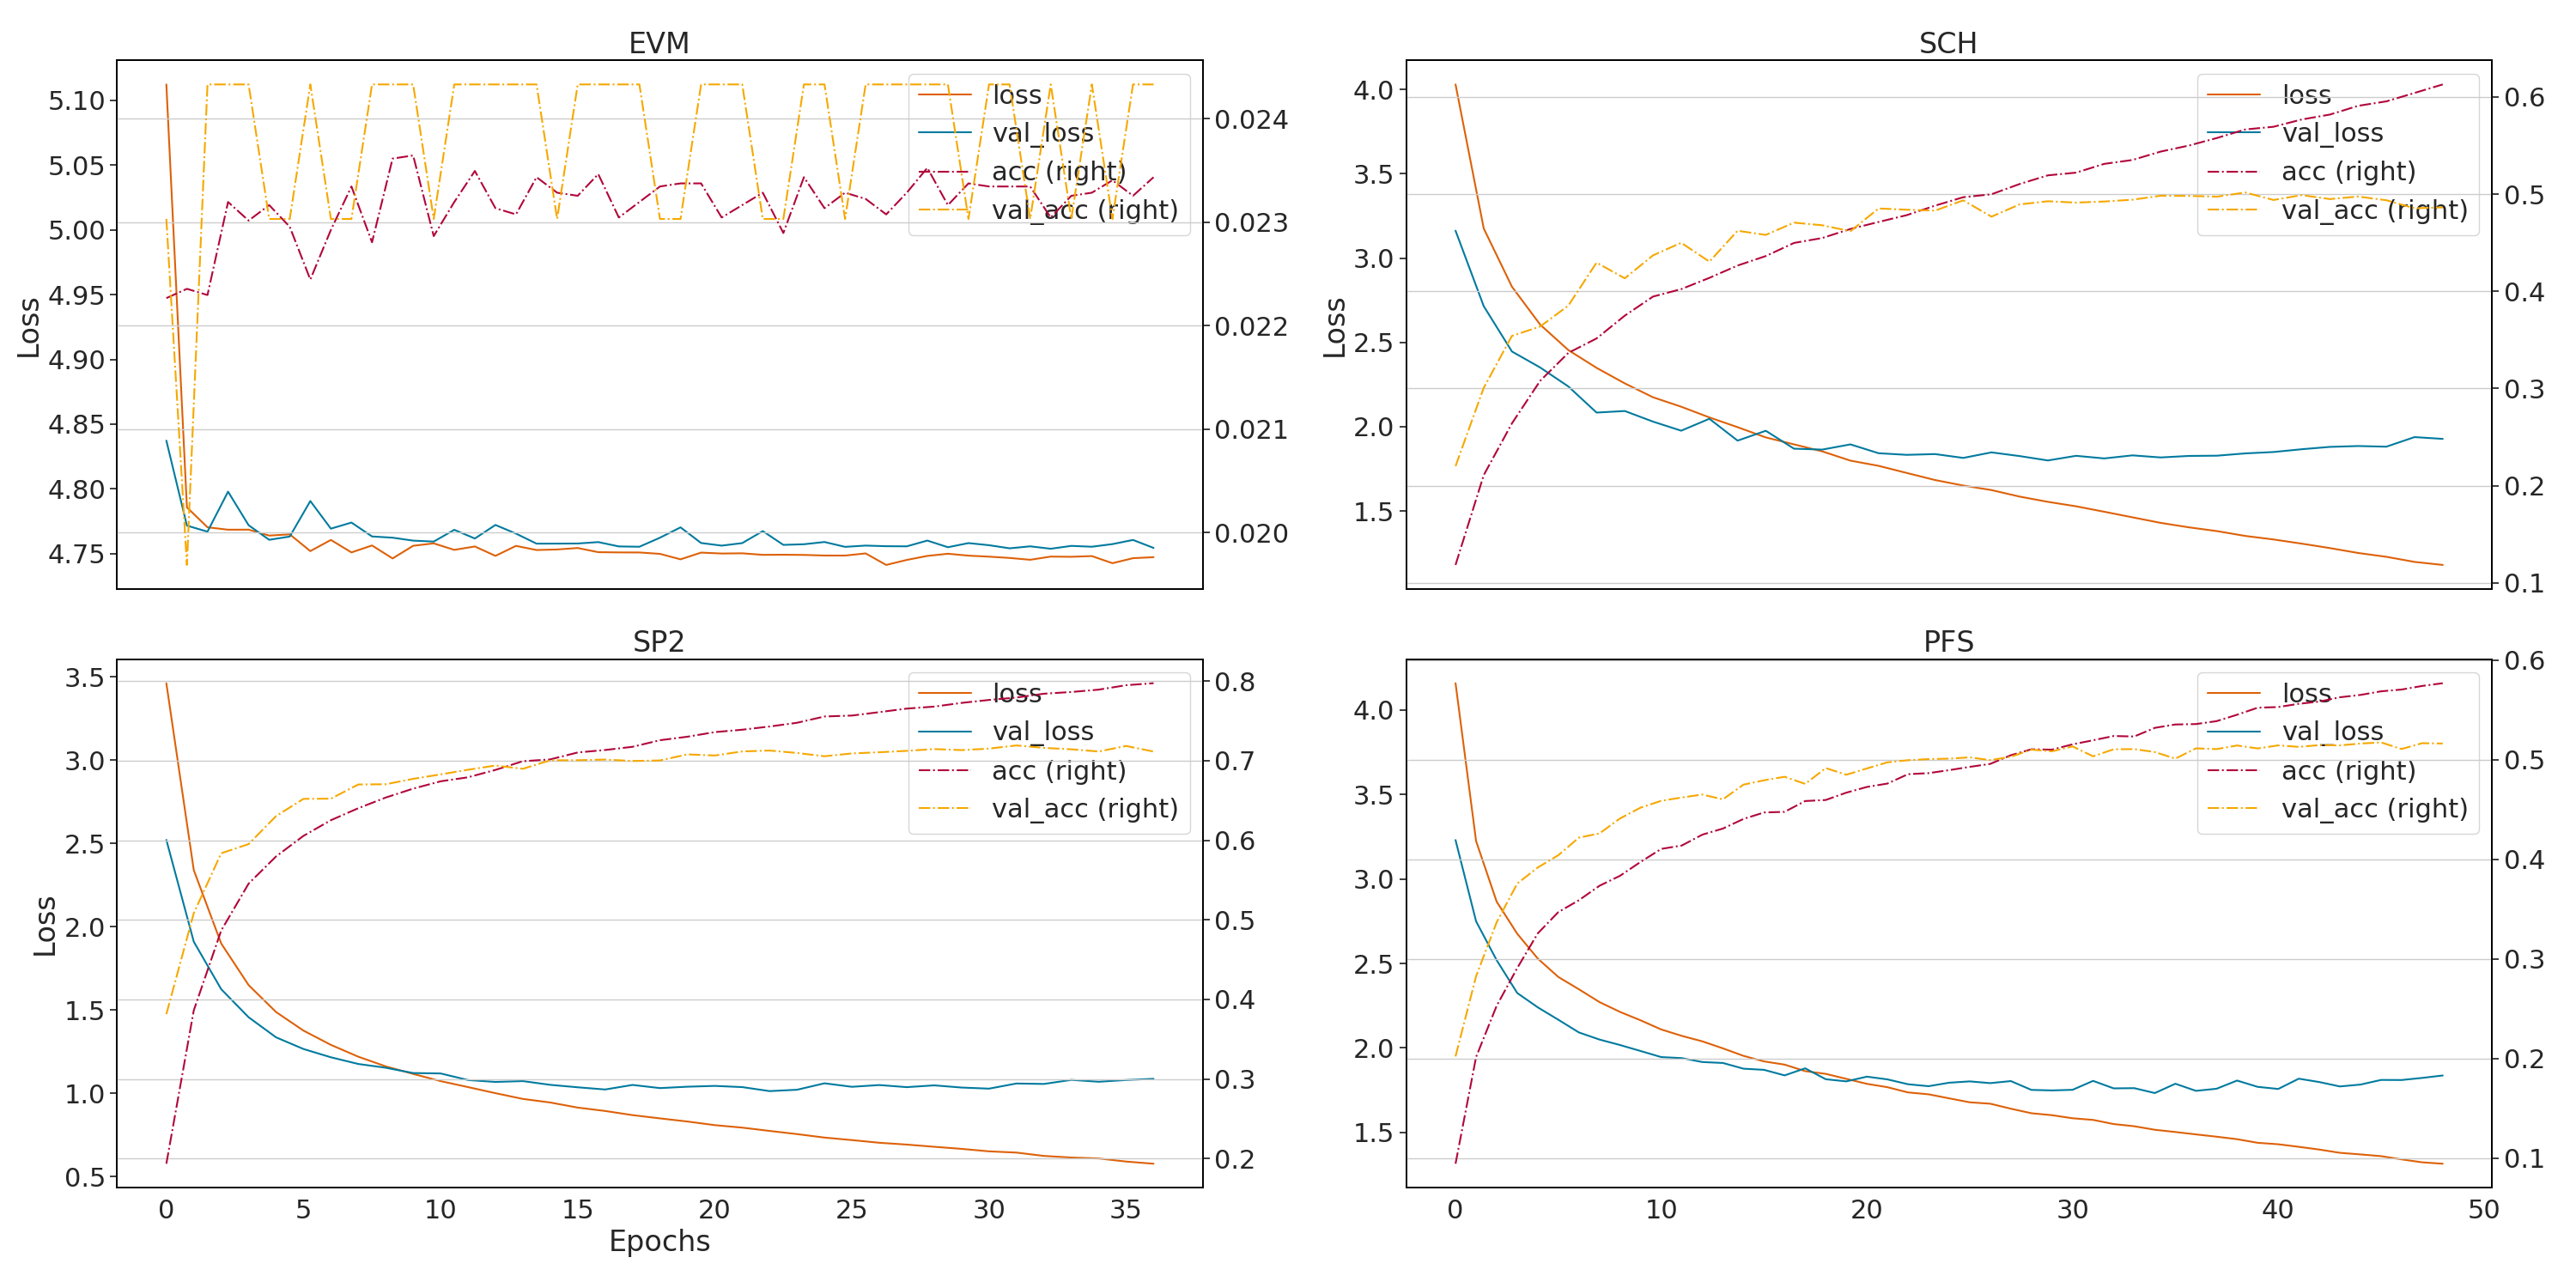 EVM
5.10
5.05
5.00
4.95
4.90
4.85
4.80
4.75
Loss
loss
val_loss
acc (right)
val_acc (right)
0.024
0.023
0.022
0.021
0.020
SCH
4.0
3.5
3.0
2.5
2.0
1.5
Loss
loss
val_loss
acc (right)
val_acc (right)
0.6
0.5
0.4
0.3
0.2
0.1
SP2
3.5
3.0
2.5
2.0
1.5
1.0
0.5
Loss
loss
val_loss
acc (right)
val_acc (right)
0.8
0.7
0.6
0.5
0.4
0.3
0.2
0 5 10 15 20 25 30 35
Epochs
PFS
4.0
3.5
3.0
2.5
2.0
1.5
loss
val_loss
acc (right)
val_acc (right)
0.6
0.5
0.4
0.3
0.2
0.1
0 10 20 30 40 50